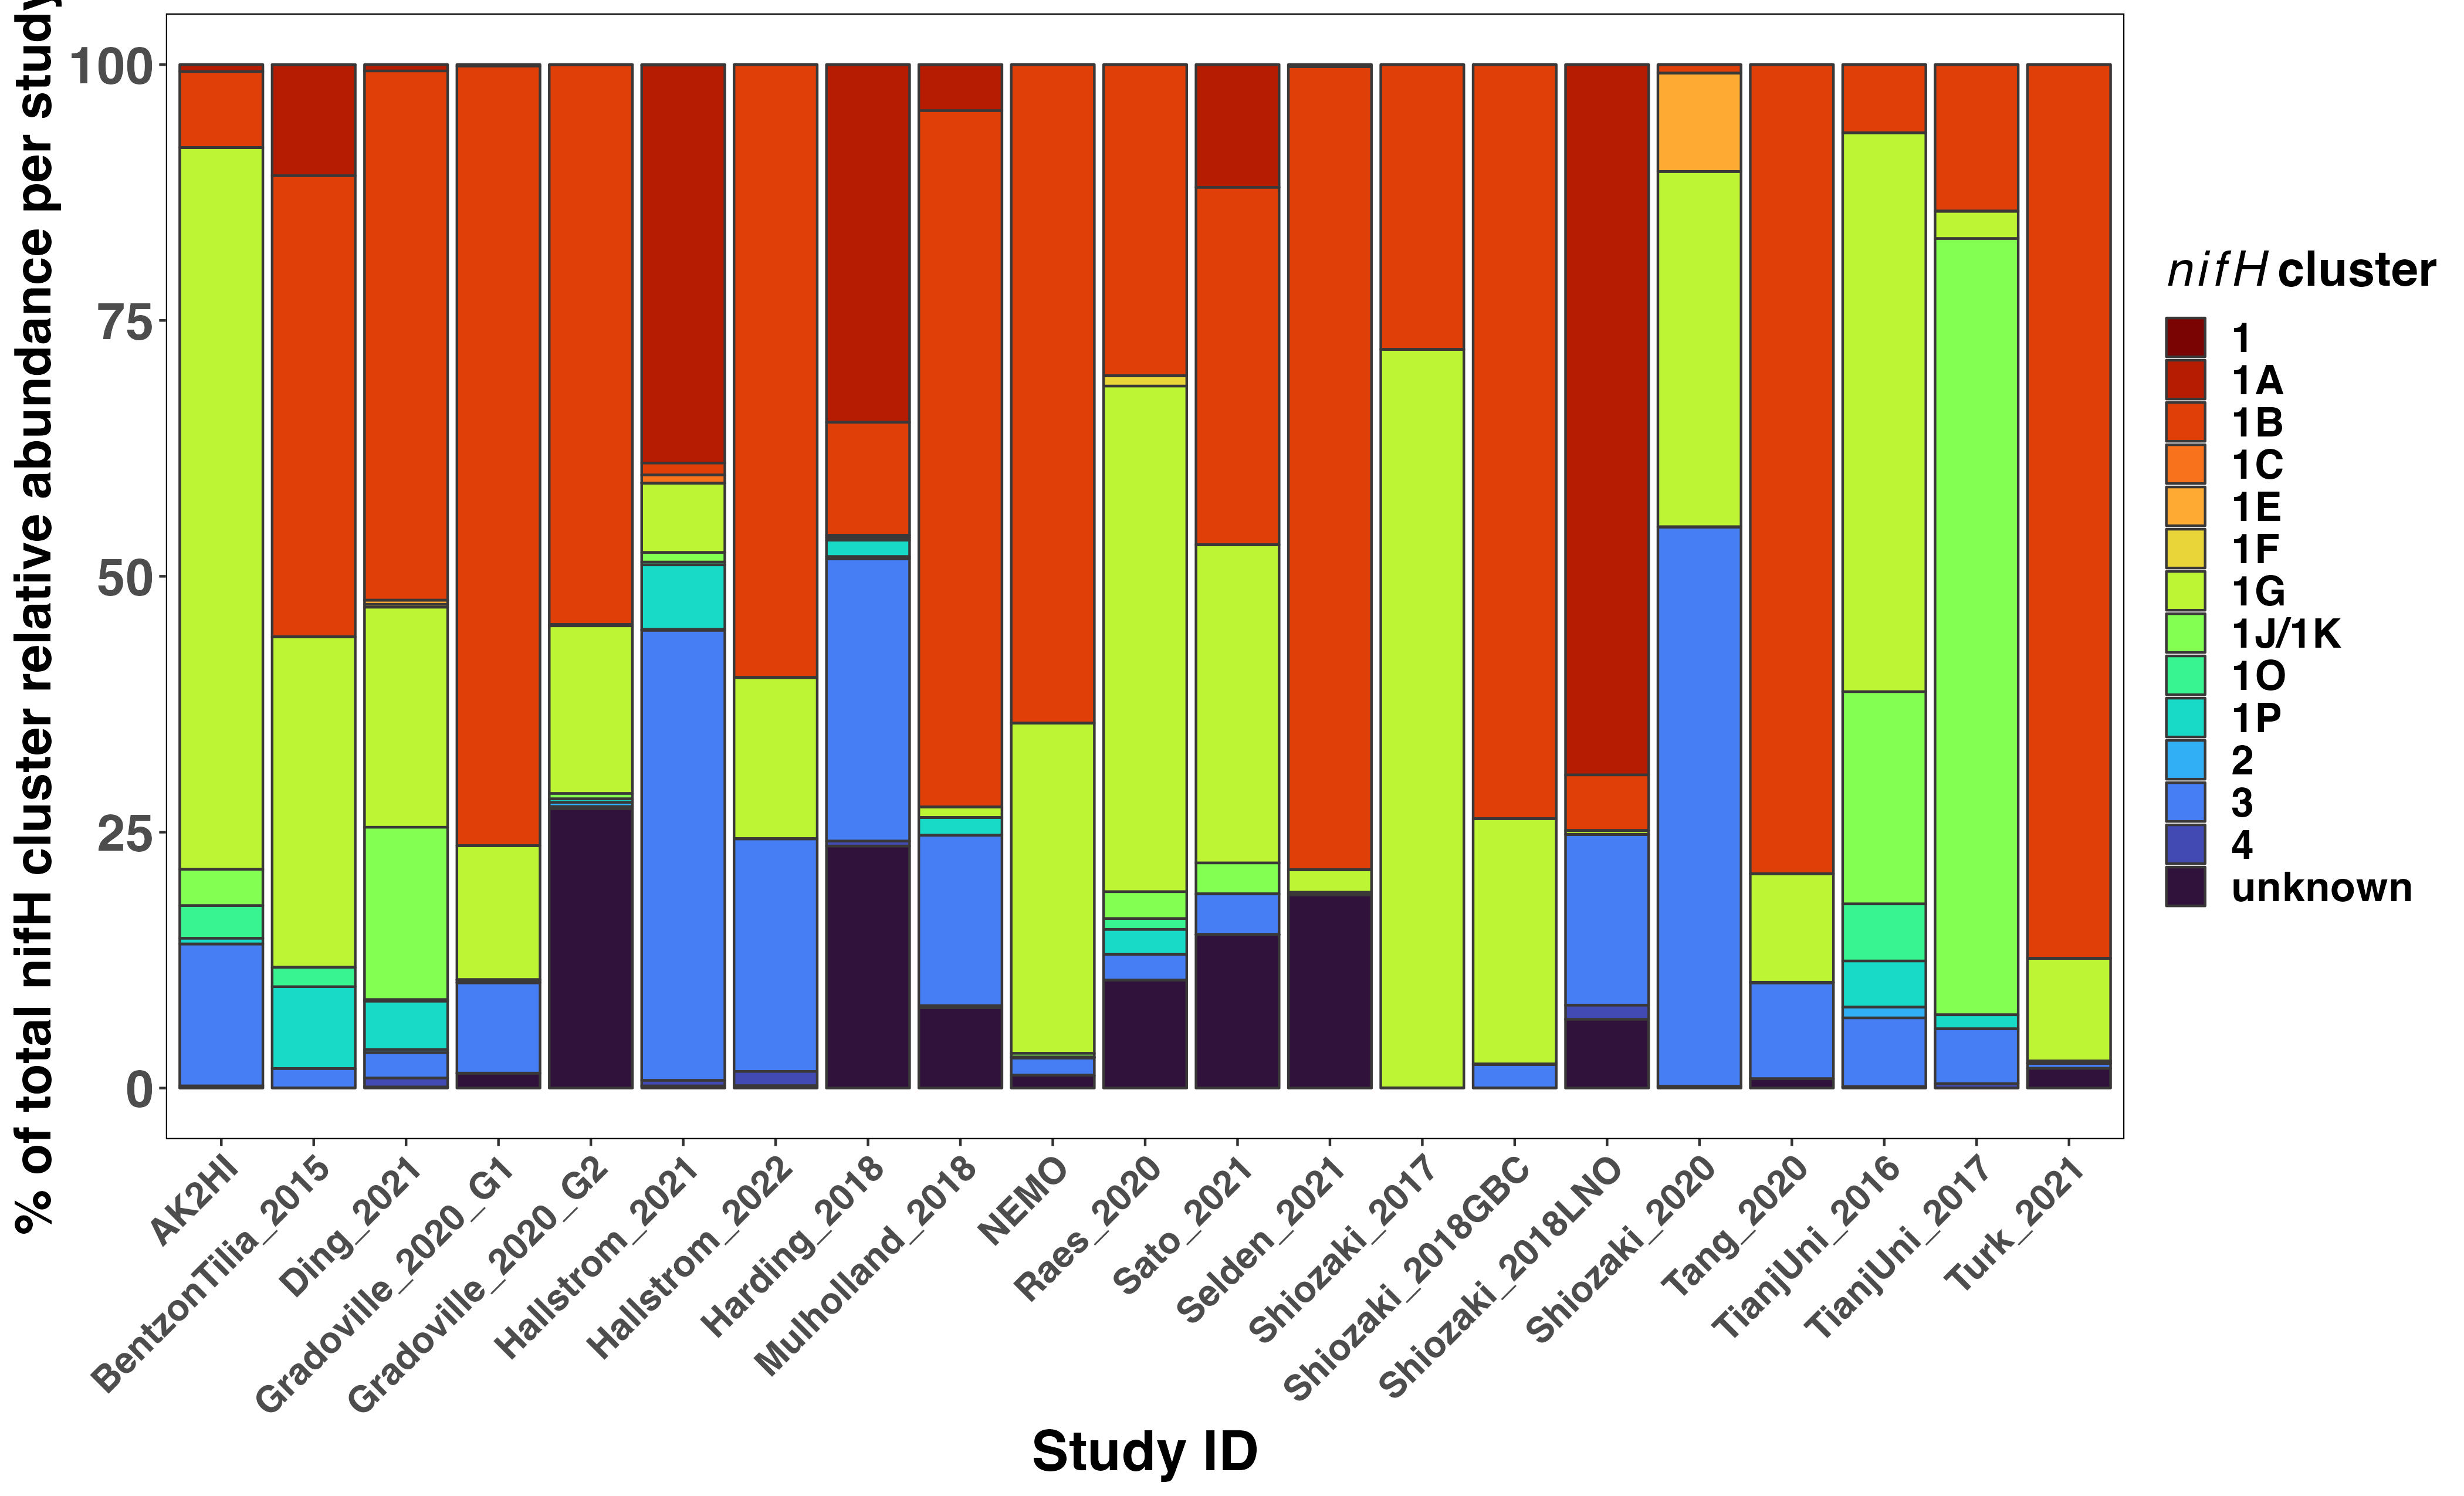 % of total nifH cluster relative abundance per study
100
75
50
25
0
AK2HI
BentzonTilia_2015
Ding_2021
Gradoville_2020_G1
Gradoville_2020_G2
Hallstrom_2021
Hallstrom_2022
Harding_2018
Mulholland_2018
NEMO
Raes_2020
Sato_2021
Selden_2021
Shiozaki_2017
Shiozaki_2018GBC
Shiozaki_2018LNO
Shiozaki_2020
Tang_2020
TianjUni_2016
TianjUni_2017
Turk_2021
Study ID
nifH cluster
1
1A
1B
1C
1E
1F
1G
1J/1K
1O
1P
2
3
4
unknown